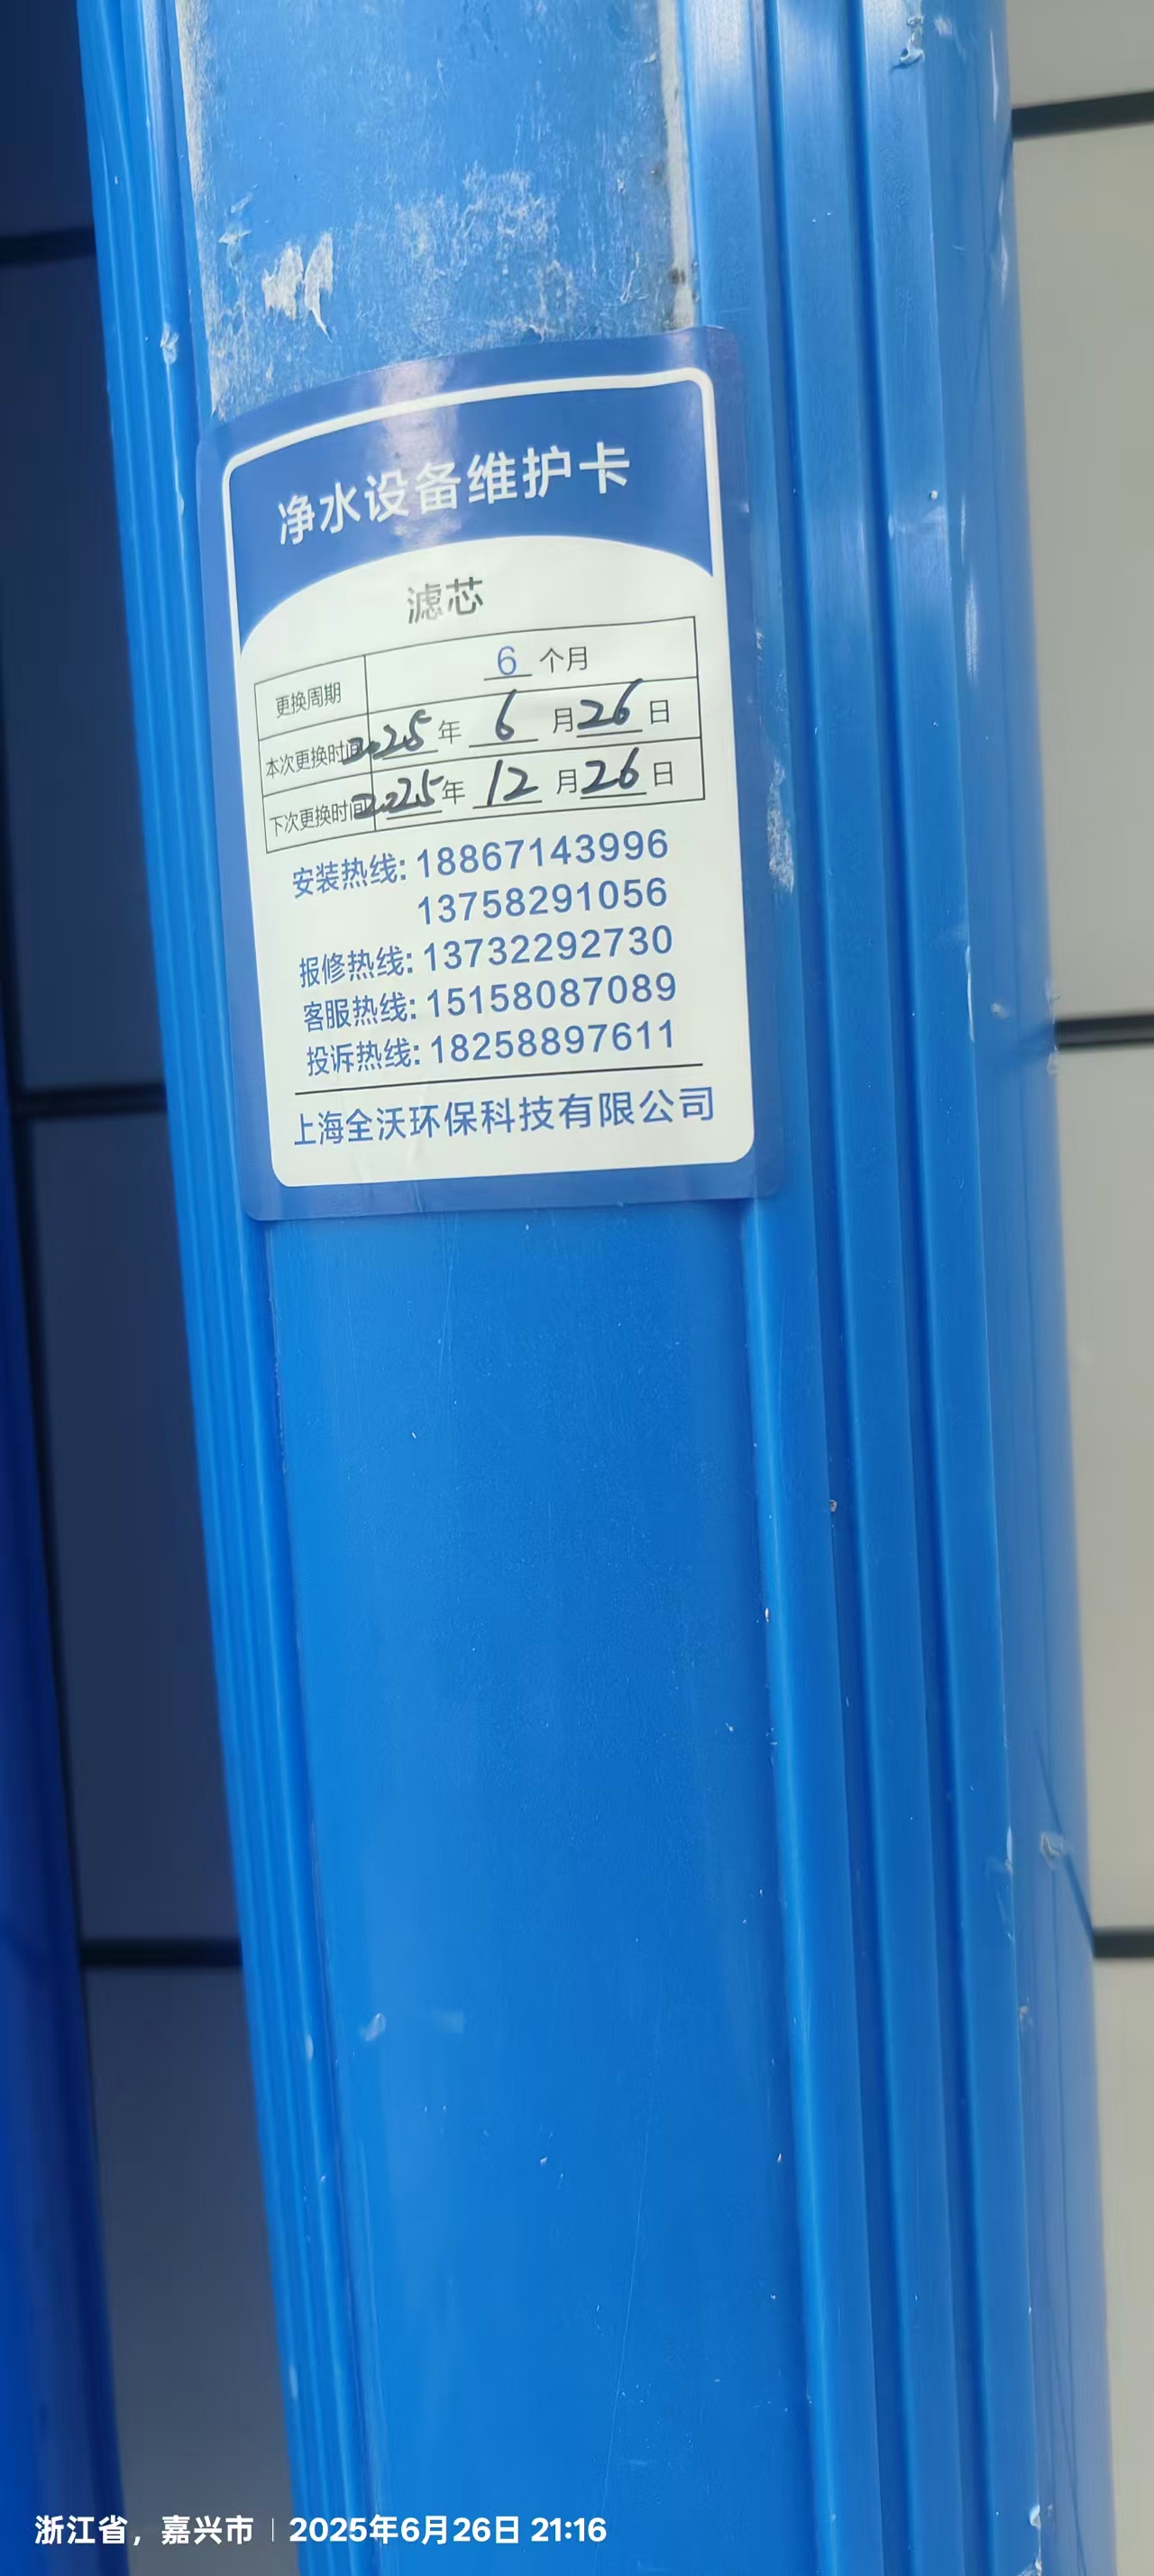 净水设备维护卡
滤芯
更换周期 6 个月
本次更换时间 2025 年 6 月 26 日
下次更换时间 2025 年 12 月 26 日
安装热线: 18867143996
13758291056
报修热线: 13732292730
客服热线: 15158087089
投诉热线: 18258897611
上海全沃环保科技有限公司
浙江省，嘉兴市 | 2025年6月26日 21:16